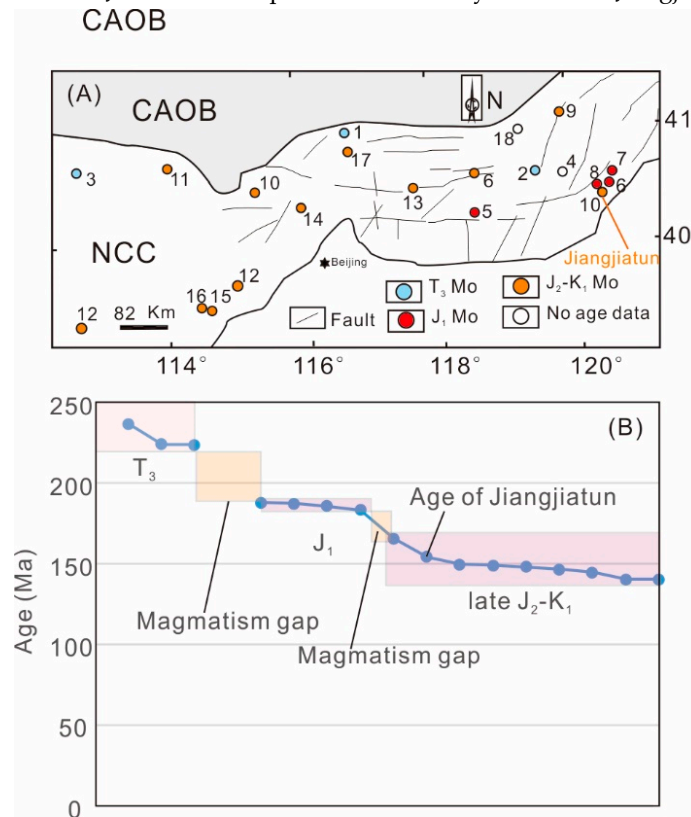 CAOB
(A)
CAOB
N
41
1
9
18
17
3
11
10
6
2
4
7
8
6
13
10
14
5
40
NCC
Jiangjiatun
Beijing
12
T3 Mo
J2-K1 Mo
16
15
12
82 Km
Fault
J1 Mo
No age data
114°
116°
118°
120°
250
(B)
T3
200
Age of Jiangjiatun
J1
150
late J2-K1
Age (Ma)
Magmatism gap
Magmatism gap
100
50
0